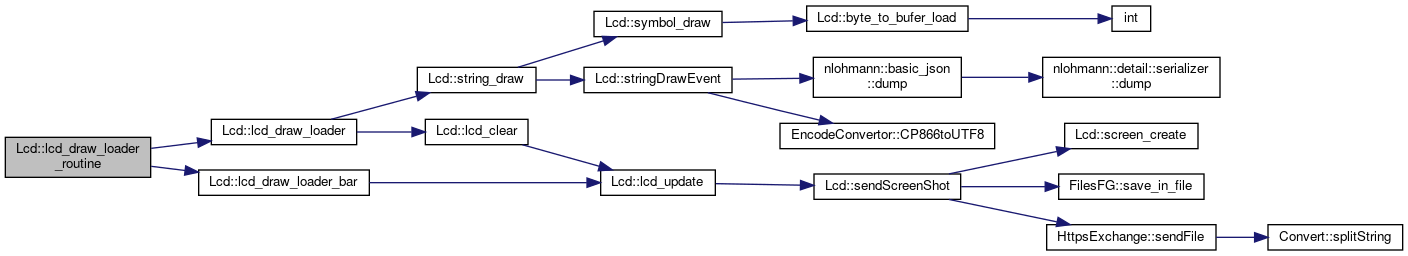 Lcd::lcd_draw_loader
_routine
Lcd::lcd_draw_loader
Lcd::lcd_draw_loader_bar
Lcd::string_draw
Lcd::lcd_clear
Lcd::symbol_draw
Lcd::stringDrawEvent
Lcd::lcd_update
Lcd::byte_to_bufer_load
nlohmann::basic_json
::dump
EncodeConvertor::CP866toUTF8
Lcd::sendScreenShot
int
nlohmann::detail::serializer
::dump
Lcd::screen_create
FilesFG::save_in_file
HttpsExchange::sendFile
Convert::splitString